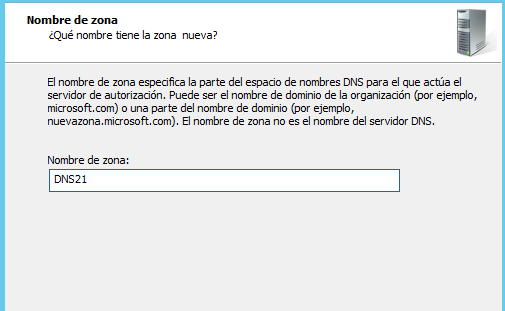 Nombre de zona
¿Qué nombre tiene la zona nueva?
El nombre de zona especifica la parte del espacio de nombres DNS para el que actúa el
servidor de autorización. Puede ser el nombre de dominio de la organización (por ejemplo,
microsoft.com) o una parte del nombre de dominio (por ejemplo,
nuevazona.microsoft.com). El nombre de zona no es el nombre del servidor DNS.
Nombre de zona:
DNS21